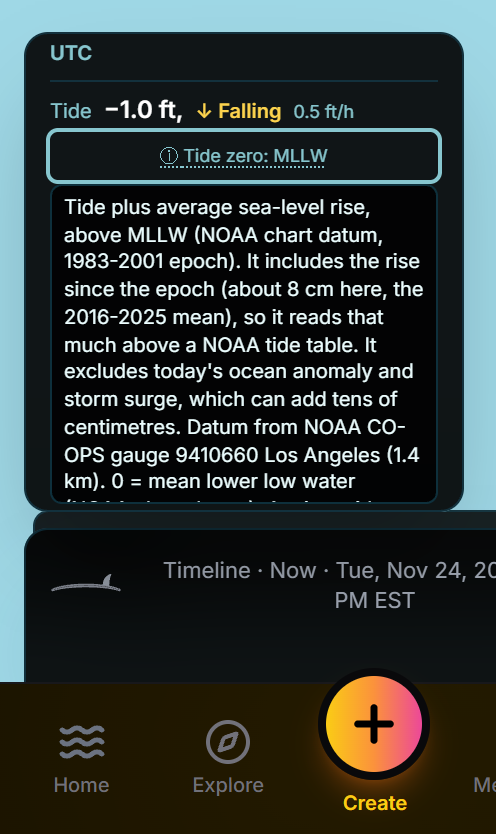 UTC
Tide −1.0 ft, ↓ Falling 0.5 ft/h
ⓘ Tide zero: MLLW
Tide plus average sea-level rise,
above MLLW (NOAA chart datum,
1983-2001 epoch). It includes the rise
since the epoch (about 8 cm here, the
2016-2025 mean), so it reads that
much above a NOAA tide table. It
excludes today's ocean anomaly and
storm surge, which can add tens of
centimetres. Datum from NOAA CO-
OPS gauge 9410660 Los Angeles (1.4
km). 0 = mean lower low water
Timeline · Now · Tue, Nov 24, 20
PM EST
Home
Explore
Create